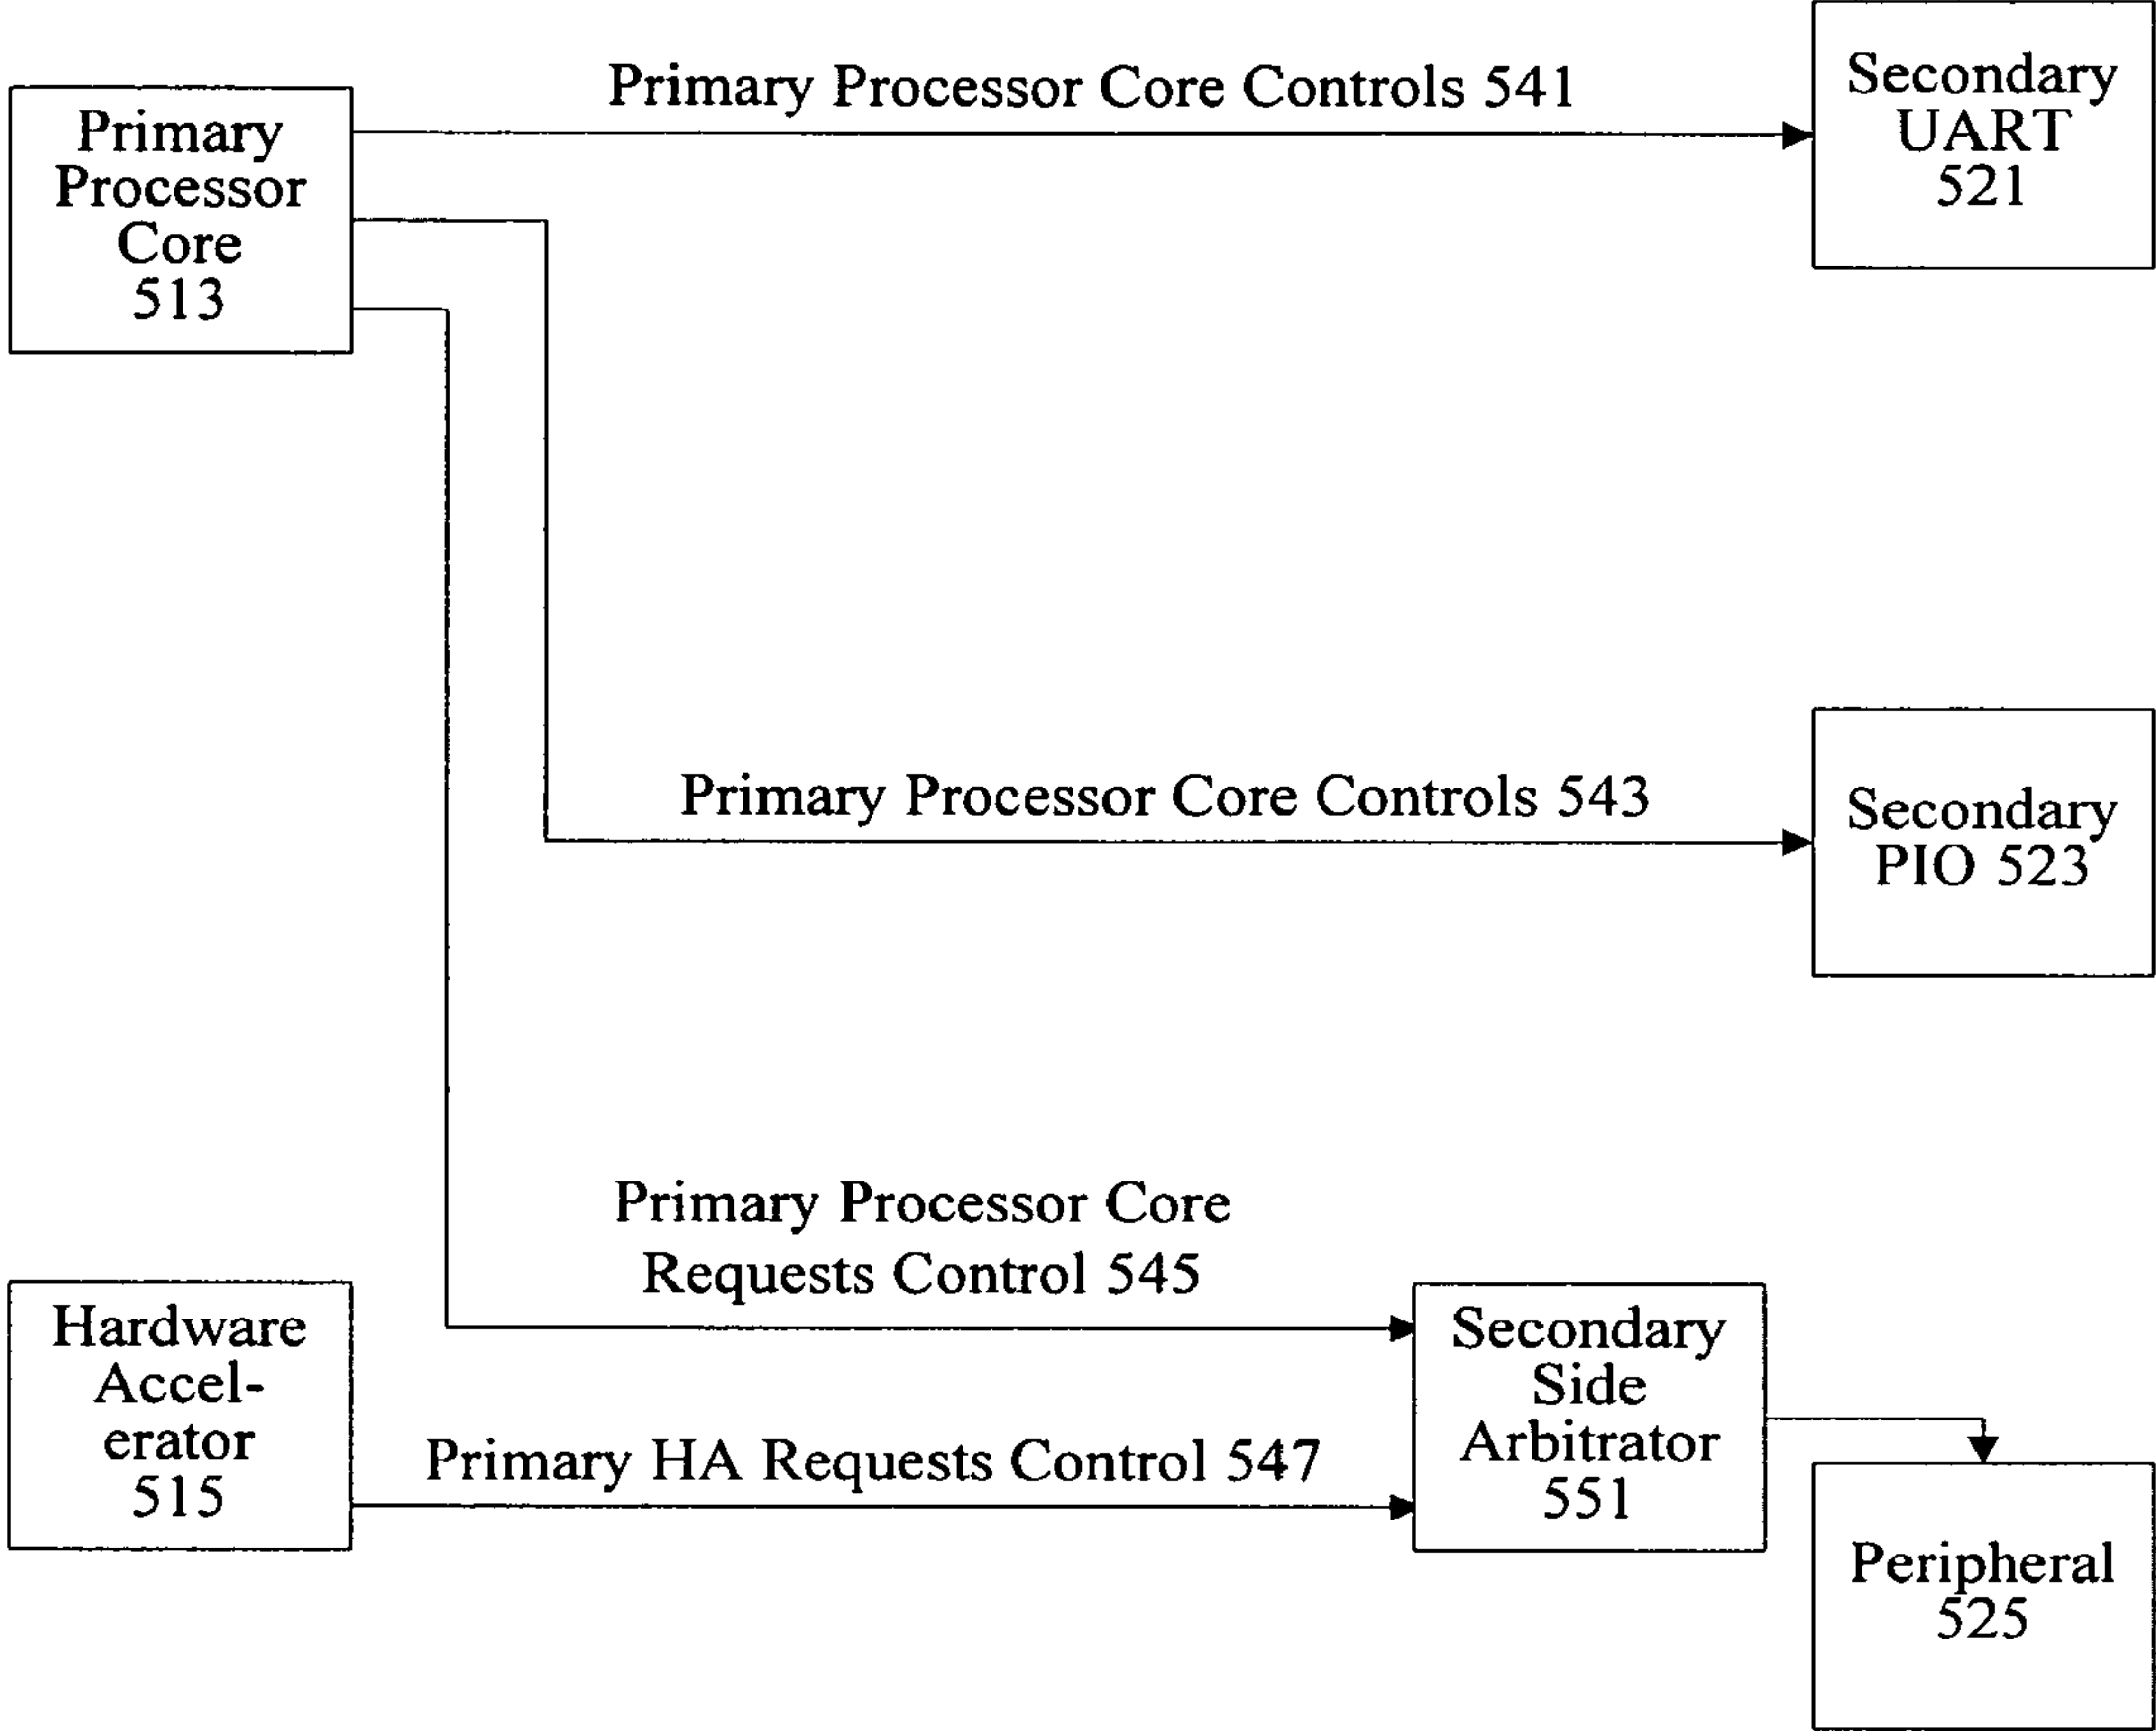 Primary Processor Core Controls 541
Primary
Processor
Core
513
Secondary
UART
521
Primary Processor Core Controls 543
Secondary
PIO 523
Primary Processor Core
Requests Control 545
Hardware
Accel-
erator
515
Primary HA Requests Control 547
Secondary
Side
Arbitrator
551
Peripheral
525